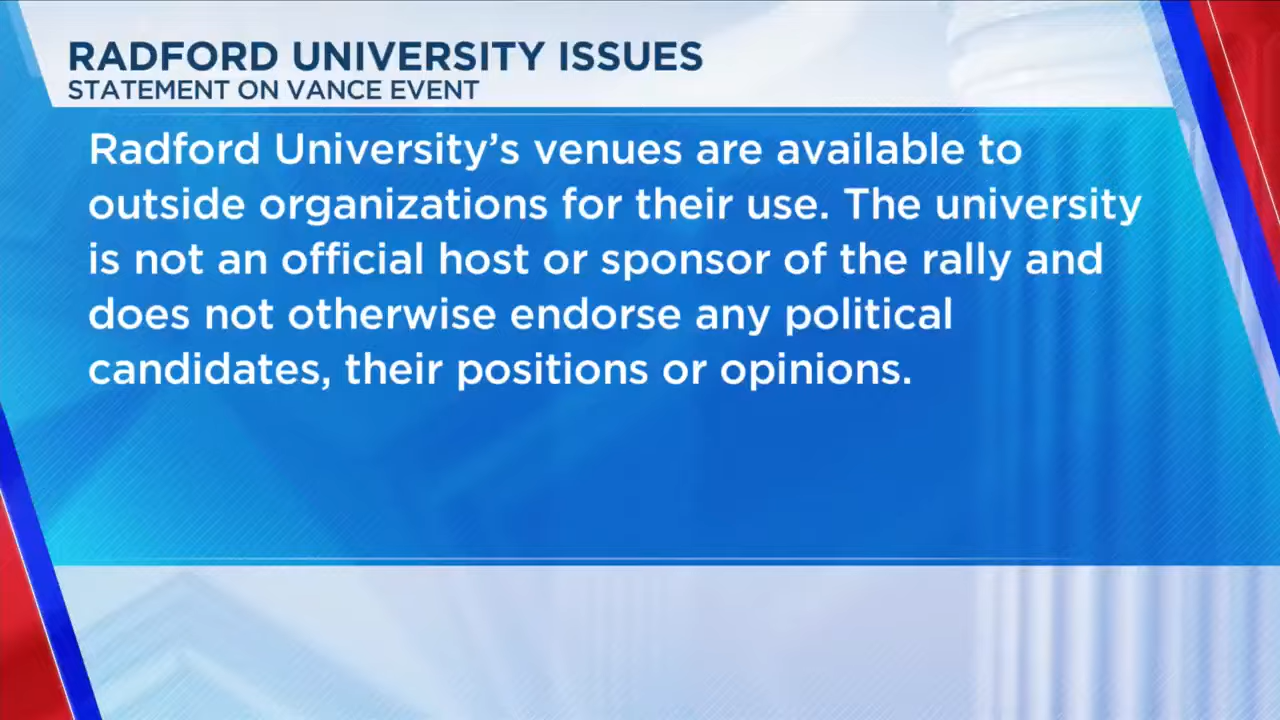 RADFORD UNIVERSITY ISSUES
STATEMENT ON VANCE EVENT
Radford University’s venues are available to
outside organizations for their use. The university
is not an official host or sponsor of the rally and
does not otherwise endorse any political
candidates, their positions or opinions.